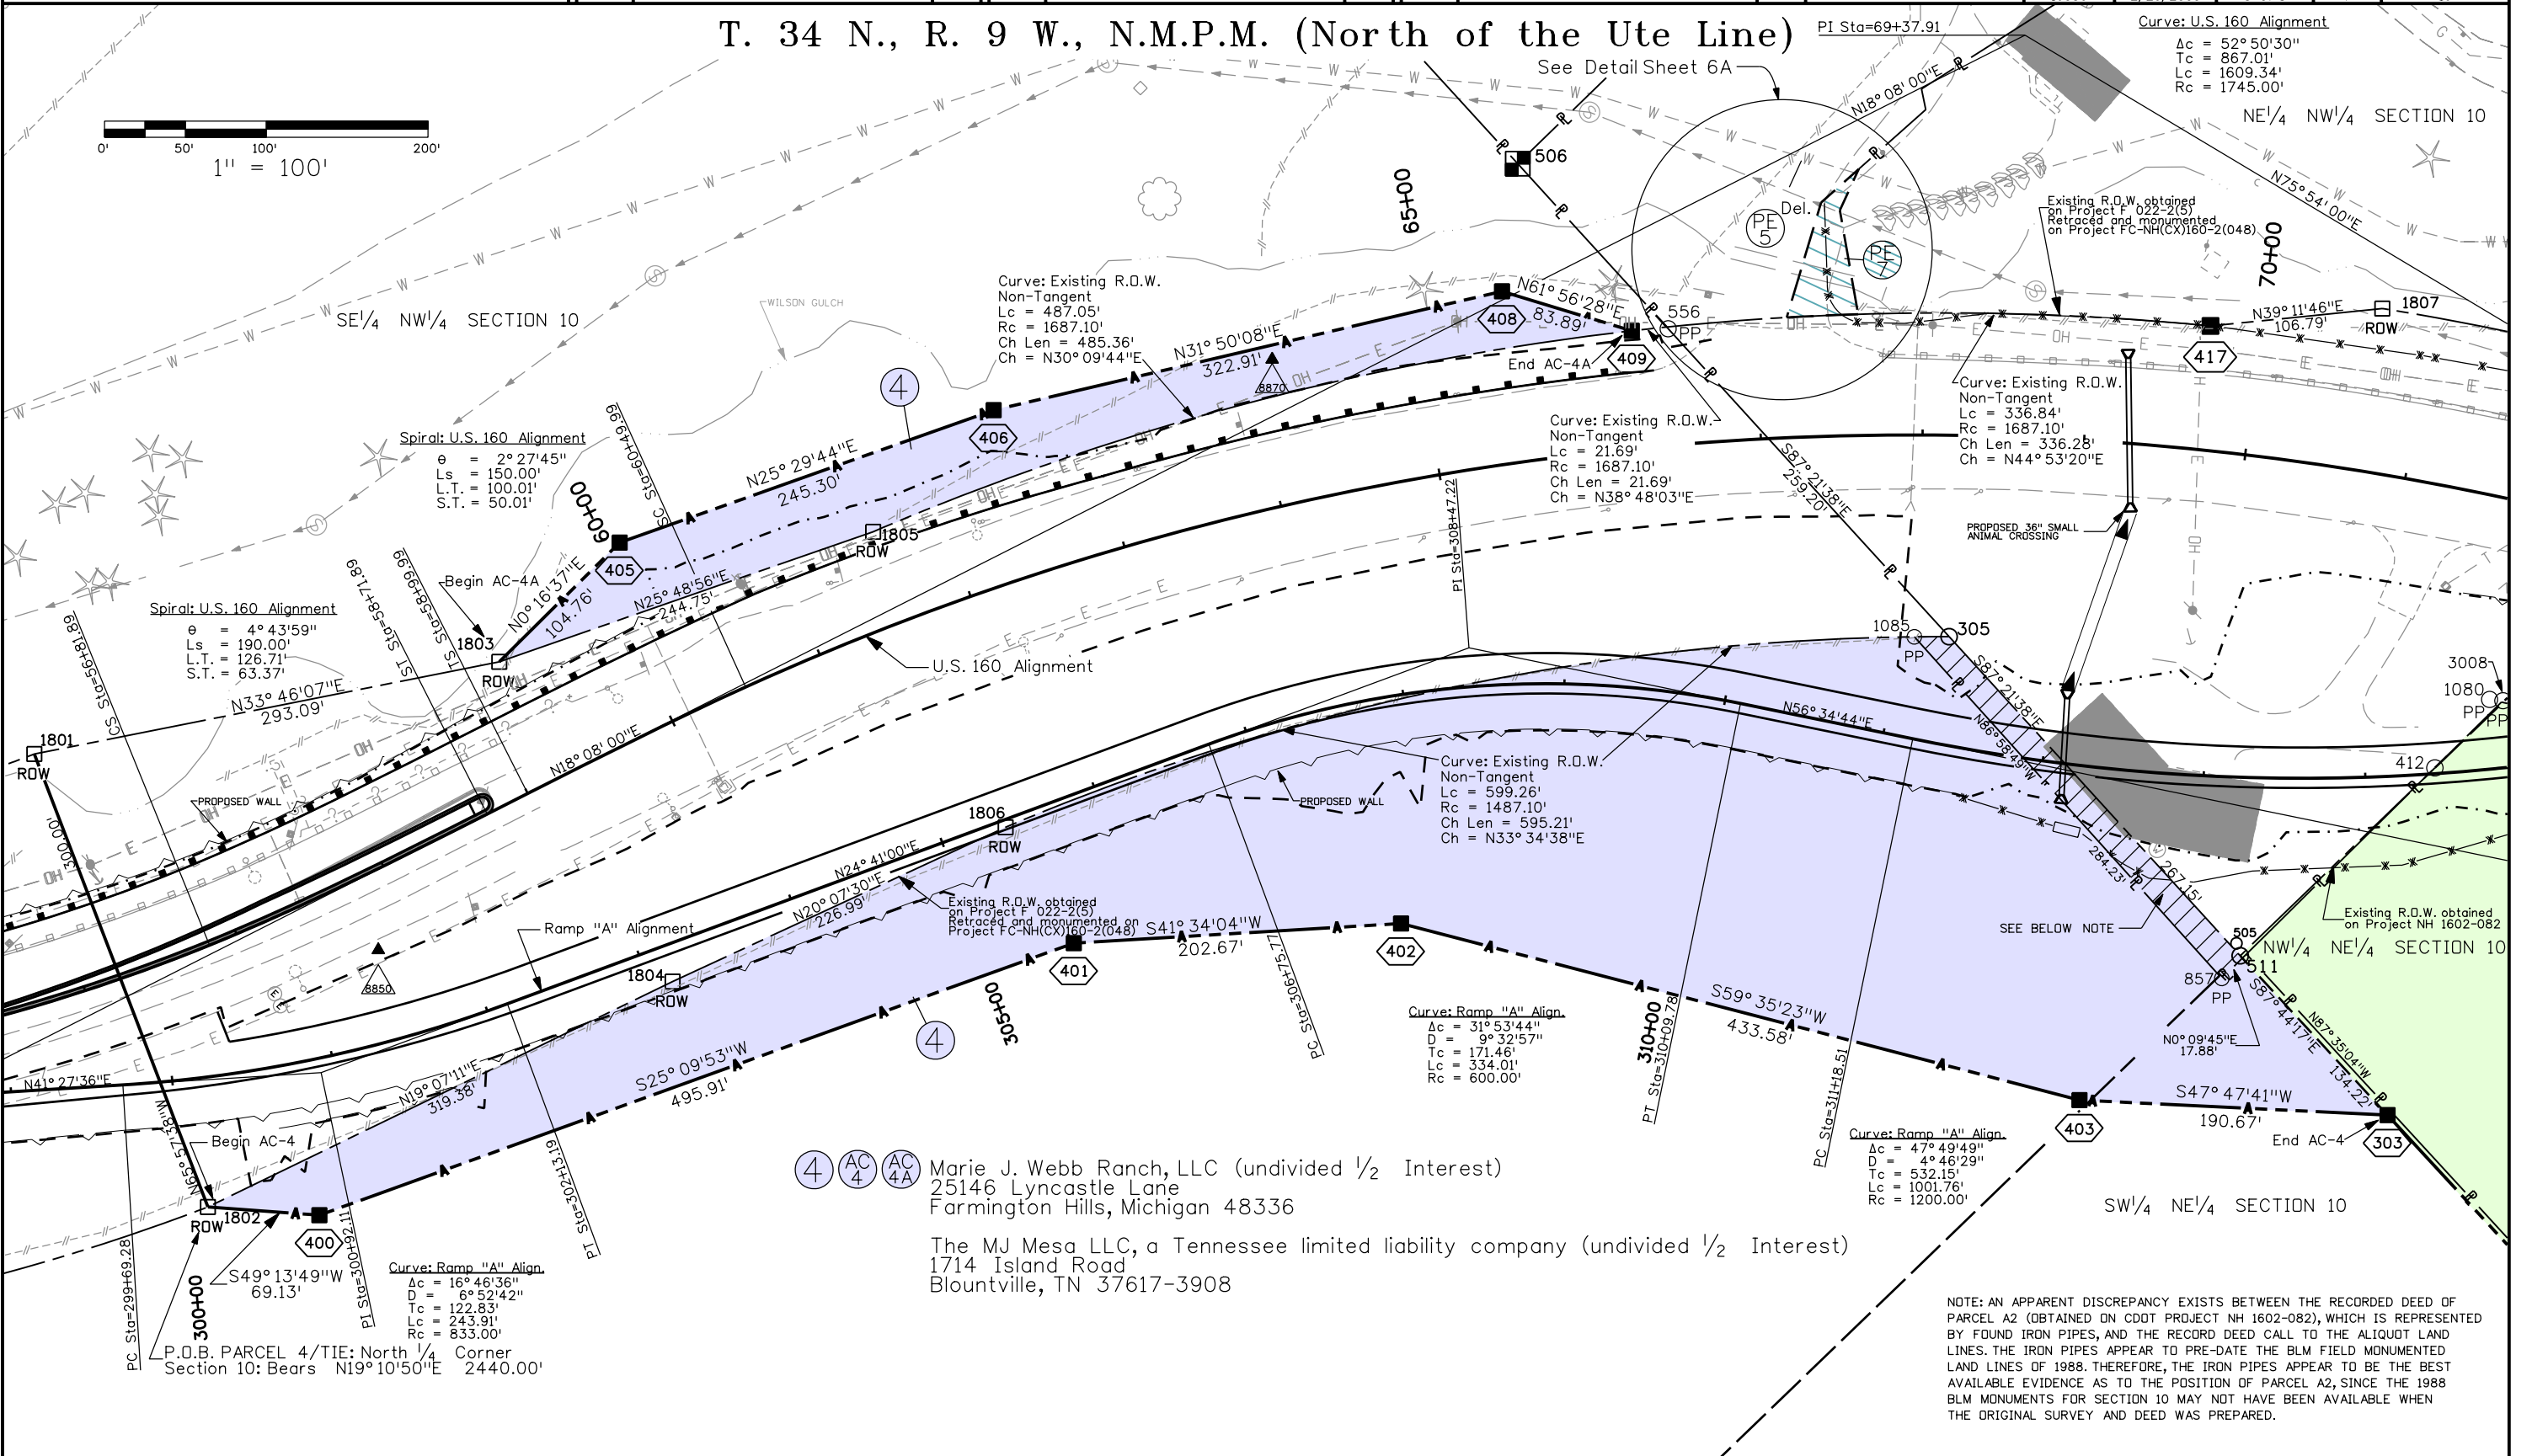 T. 34 N., R. 9 W., N.M.P.M. (North of the Ute Line)
PI Sta=69+37.91
See Detail Sheet 6A
Curve: U.S. 160 Alignment
Δc = 52°50'30"
Tc = 867.01'
Lc = 1609.34'
Rc = 1745.00'
NE1/4 NW1/4 SECTION 10
0' 50' 100' 200'
1" = 100'
N18°08'00"E
506
65+00
PE 5
Del.
PE 7
Existing R.O.W. obtained
on Project F 022-2(5)
Retraced and monumented
on Project FC-NH(CX)160-2(048)
N75°54'00"E
70+00
SE1/4 NW1/4 SECTION 10
WILSON GULCH
Curve: Existing R.O.W.
Non-Tangent
Lc = 487.05'
Rc = 1687.10'
Ch Len = 485.36'
Ch = N30°09'44"E
N31°50'08"E
322.91'
408
N61°56'28"E
83.89'
556
PP
409
End AC-4A
8870
N39°11'46"E
106.79'
1807
ROW
417
4
406
N25°29'44"E
245.30'
Curve: Existing R.O.W.
Non-Tangent
Lc = 21.69'
Rc = 1687.10'
Ch Len = 21.69'
Ch = N38°48'03"E
Curve: Existing R.O.W.
Non-Tangent
Lc = 336.84'
Rc = 1687.10'
Ch Len = 336.28'
Ch = N44°53'20"E
S87°21'38"E
259.20'
Spiral: U.S. 160 Alignment
θ = 2°27'45"
Ls = 150.00'
L.T. = 100.01'
S.T. = 50.01'
60+00
SC Sta=60+49.99
405
1805
ROW
PI Sta=308+47.22
PROPOSED 36" SMALL
ANIMAL CROSSING
Begin AC-4A
N0°16'37"E
104.76'
N25°48'56"E
244.75'
1803
ROW
TS Sta=58+99.99
ST Sta=58+71.89
Spiral: U.S. 160 Alignment
θ = 4°43'59"
Ls = 190.00'
L.T. = 126.71'
S.T. = 63.37'
CS Sta=56+81.89
N33°46'07"E
293.09'
1801
ROW
300.00'
U.S. 160 Alignment
N18°08'00"E
PROPOSED WALL
1085
PP
305
S87°21'38"E
267.15'
N86°58'49"W
284.23'
N56°34'44"E
3008
1080
PP
PP
412
1806
ROW
N24°41'00"E
N20°07'30"E
226.99'
PROPOSED WALL
Curve: Existing R.O.W.
Non-Tangent
Lc = 599.26'
Rc = 1487.10'
Ch Len = 595.21'
Ch = N33°34'38"E
Existing R.O.W. obtained
on Project F 022-2(5)
Retraced and monumented on
Project FC-NH(CX)160-2(048)
Ramp "A" Alignment
1804
ROW
8850
401
S41°34'04"W
202.67'
402
PC Sta=306+75.77
305+00
SEE BELOW NOTE
Existing R.O.W. obtained
on Project NH 1602-082
NW1/4 NE1/4 SECTION 10
505
511
857
PP
N0°09'45"E
17.88'
S87°44'17"E
N87°35'04"W
134.22'
4
S25°09'53"W
495.91'
Curve: Ramp "A" Align.
Δc = 31°53'44"
D = 9°32'57"
Tc = 171.46'
Lc = 334.01'
Rc = 600.00'
310+00
PT Sta=310+09.78
S59°35'23"W
433.58'
PC Sta=311+18.51
Curve: Ramp "A" Align.
Δc = 47°49'49"
D = 4°46'29"
Tc = 532.15'
Lc = 1001.76'
Rc = 1200.00'
403
S47°47'41"W
190.67'
End AC-4
303
SW1/4 NE1/4 SECTION 10
N41°27'36"E
N19°07'11"E
319.38'
N65°57'38"W
Begin AC-4
ROW
1802
400
S49°13'49"W
69.13'
PC Sta=299+69.28
300+00
PI Sta=300+92.11
PT Sta=302+13.19
Curve: Ramp "A" Align.
Δc = 16°46'36"
D = 6°52'42"
Tc = 122.83'
Lc = 243.91'
Rc = 833.00'
P.O.B. PARCEL 4/TIE: North 1/4 Corner
Section 10: Bears N19°10'50"E 2440.00'
4 AC 4 AC 4A Marie J. Webb Ranch, LLC (undivided 1/2 Interest)
25146 Lyncastle Lane
Farmington Hills, Michigan 48336
The MJ Mesa LLC, a Tennessee limited liability company (undivided 1/2 Interest)
1714 Island Road
Blountville, TN 37617-3908
NOTE: AN APPARENT DISCREPANCY EXISTS BETWEEN THE RECORDED DEED OF
PARCEL A2 (OBTAINED ON CDOT PROJECT NH 1602-082), WHICH IS REPRESENTED
BY FOUND IRON PIPES, AND THE RECORD DEED CALL TO THE ALIQUOT LAND
LINES. THE IRON PIPES APPEAR TO PRE-DATE THE BLM FIELD MONUMENTED
LAND LINES OF 1988. THEREFORE, THE IRON PIPES APPEAR TO BE THE BEST
AVAILABLE EVIDENCE AS TO THE POSITION OF PARCEL A2, SINCE THE 1988
BLM MONUMENTS FOR SECTION 10 MAY NOT HAVE BEEN AVAILABLE WHEN
THE ORIGINAL SURVEY AND DEED WAS PREPARED.